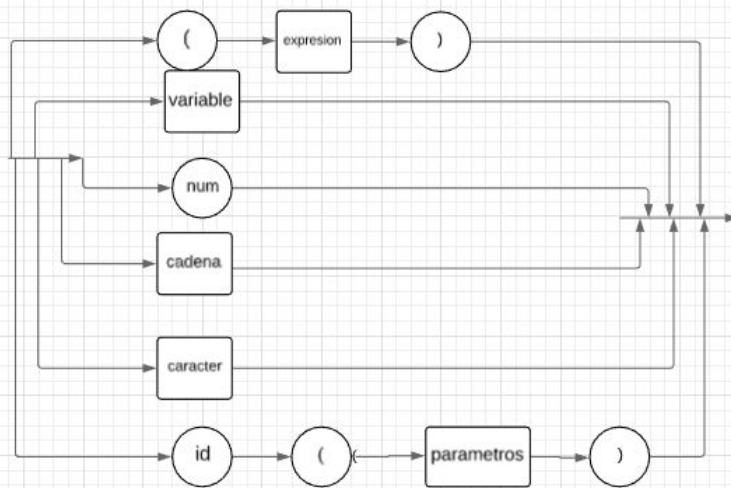 ( expresion )
variable
num
cadena
caracter
id ( ( parametros )